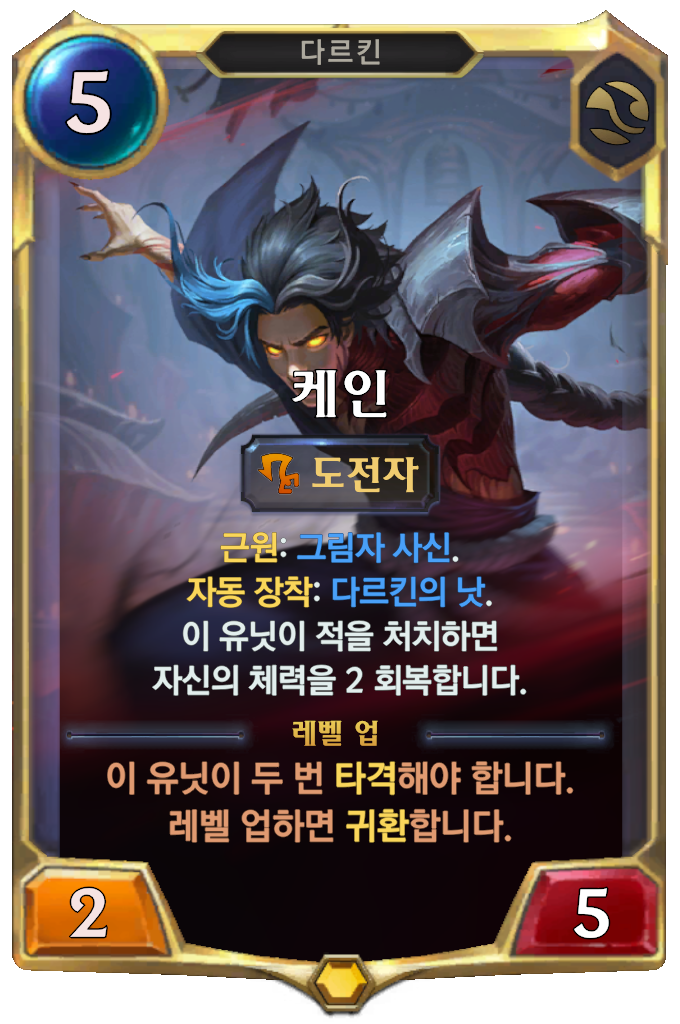 다르킨
5
케인
도전자
근원: 그림자 사신.
자동 장착: 다르킨의 낫.
이 유닛이 적을 처치하면
자신의 체력을 2 회복합니다.
레벨 업
이 유닛이 두 번 타격해야 합니다.
레벨 업하면 귀환합니다.
2
5